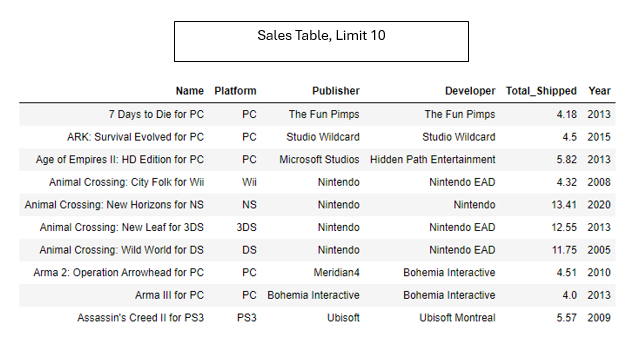 Sales Table, Limit 10
Name Platform Publisher Developer Total_Shipped Year
7 Days to Die for PC PC The Fun Pimps The Fun Pimps 4.18 2013
ARK: Survival Evolved for PC PC Studio Wildcard Studio Wildcard 4.5 2015
Age of Empires II: HD Edition for PC PC Microsoft Studios Hidden Path Entertainment 5.82 2013
Animal Crossing: City Folk for Wii Wii Nintendo Nintendo EAD 4.32 2008
Animal Crossing: New Horizons for NS NS Nintendo Nintendo 13.41 2020
Animal Crossing: New Leaf for 3DS 3DS Nintendo Nintendo EAD 12.55 2013
Animal Crossing: Wild World for DS DS Nintendo Nintendo EAD 11.75 2005
Arma 2: Operation Arrowhead for PC PC Meridian4 Bohemia Interactive 4.51 2010
Arma III for PC PC Bohemia Interactive Bohemia Interactive 4.0 2013
Assassin's Creed II for PS3 PS3 Ubisoft Ubisoft Montreal 5.57 2009